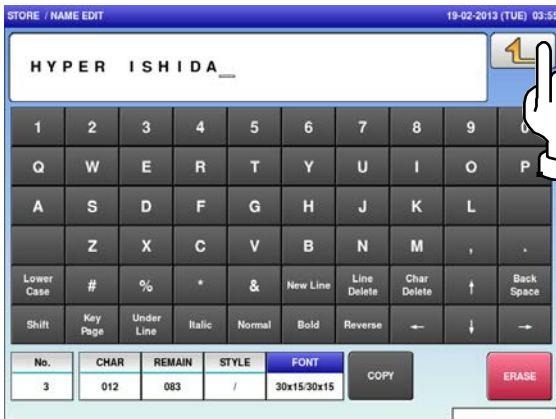 STORE / NAME EDIT 19-02-2013 (TUE) 03:55
HYPER ISHIDA_
1 2 3 4 5 6 7 8 9 0
Q W E R T Y U I O P
A S D F G H J K L
Z X C V B N M , .
Lower Case # % * & New Line Line Delete Char Delete ↑ Back Space
Shift Key Page Under Line Italic Normal Bold Reverse ← ↓ →
No. CHAR REMAIN STYLE FONT COPY ERASE
3 012 083 / 30x15/30x15